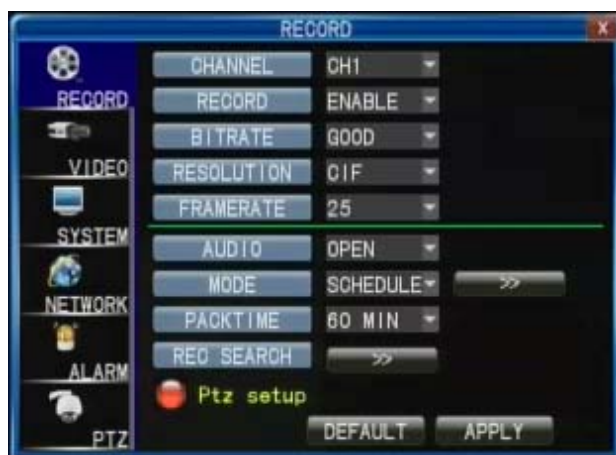 RECORD
X
RECORD
VIDEO
SYSTEM
NETWORK
ALARM
PTZ
CHANNEL CH1
RECORD ENABLE
BITRATE GOOD
RESOLUTION CIF
FRAMERATE 25
AUDIO OPEN
MODE SCHEDULE >>
PACKTIME 60 MIN
REC SEARCH >>
Ptz setup
DEFAULT APPLY